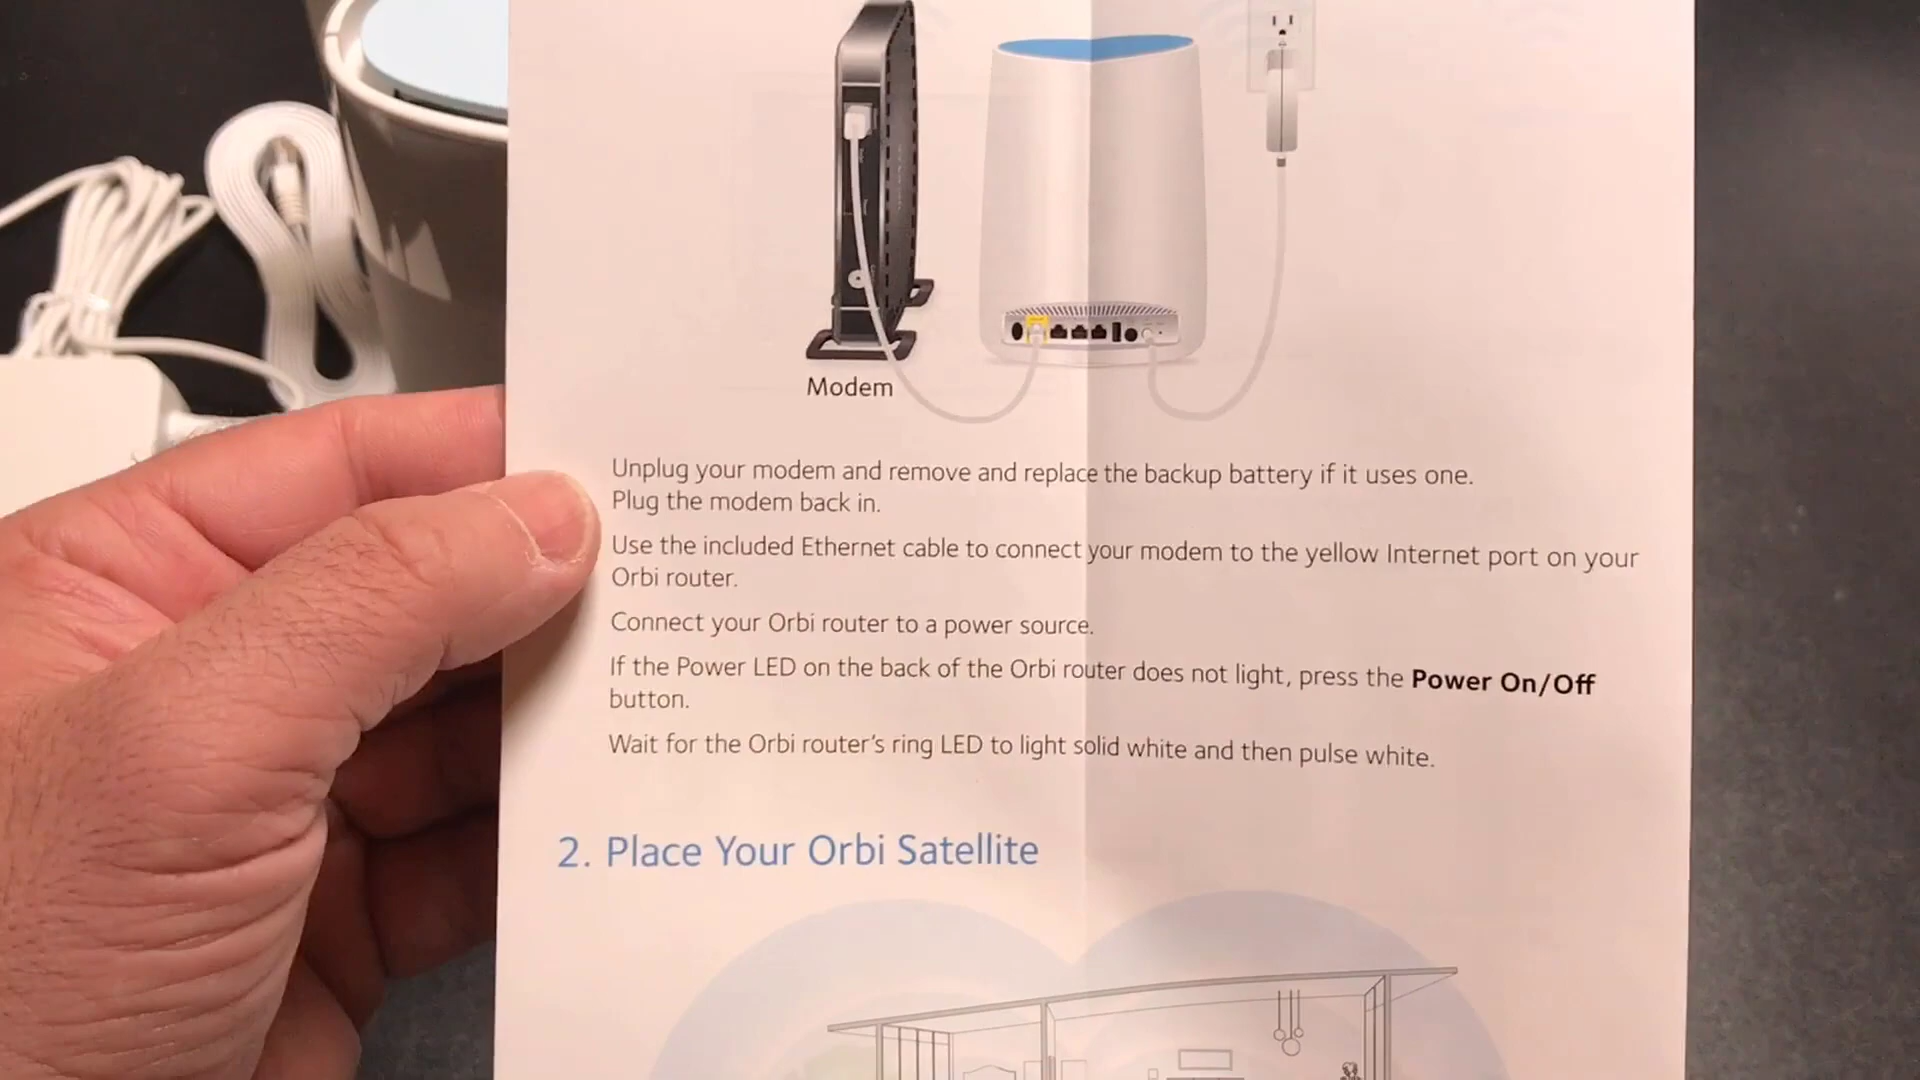 Modem
Unplug your modem and remove and replace the backup battery if it uses one.
Plug the modem back in.
Use the included Ethernet cable to connect your modem to the yellow Internet port on your
Orbi router.
Connect your Orbi router to a power source.
If the Power LED on the back of the Orbi router does not light, press the Power On/Off
button.
Wait for the Orbi router’s ring LED to light solid white and then pulse white.
2. Place Your Orbi Satellite